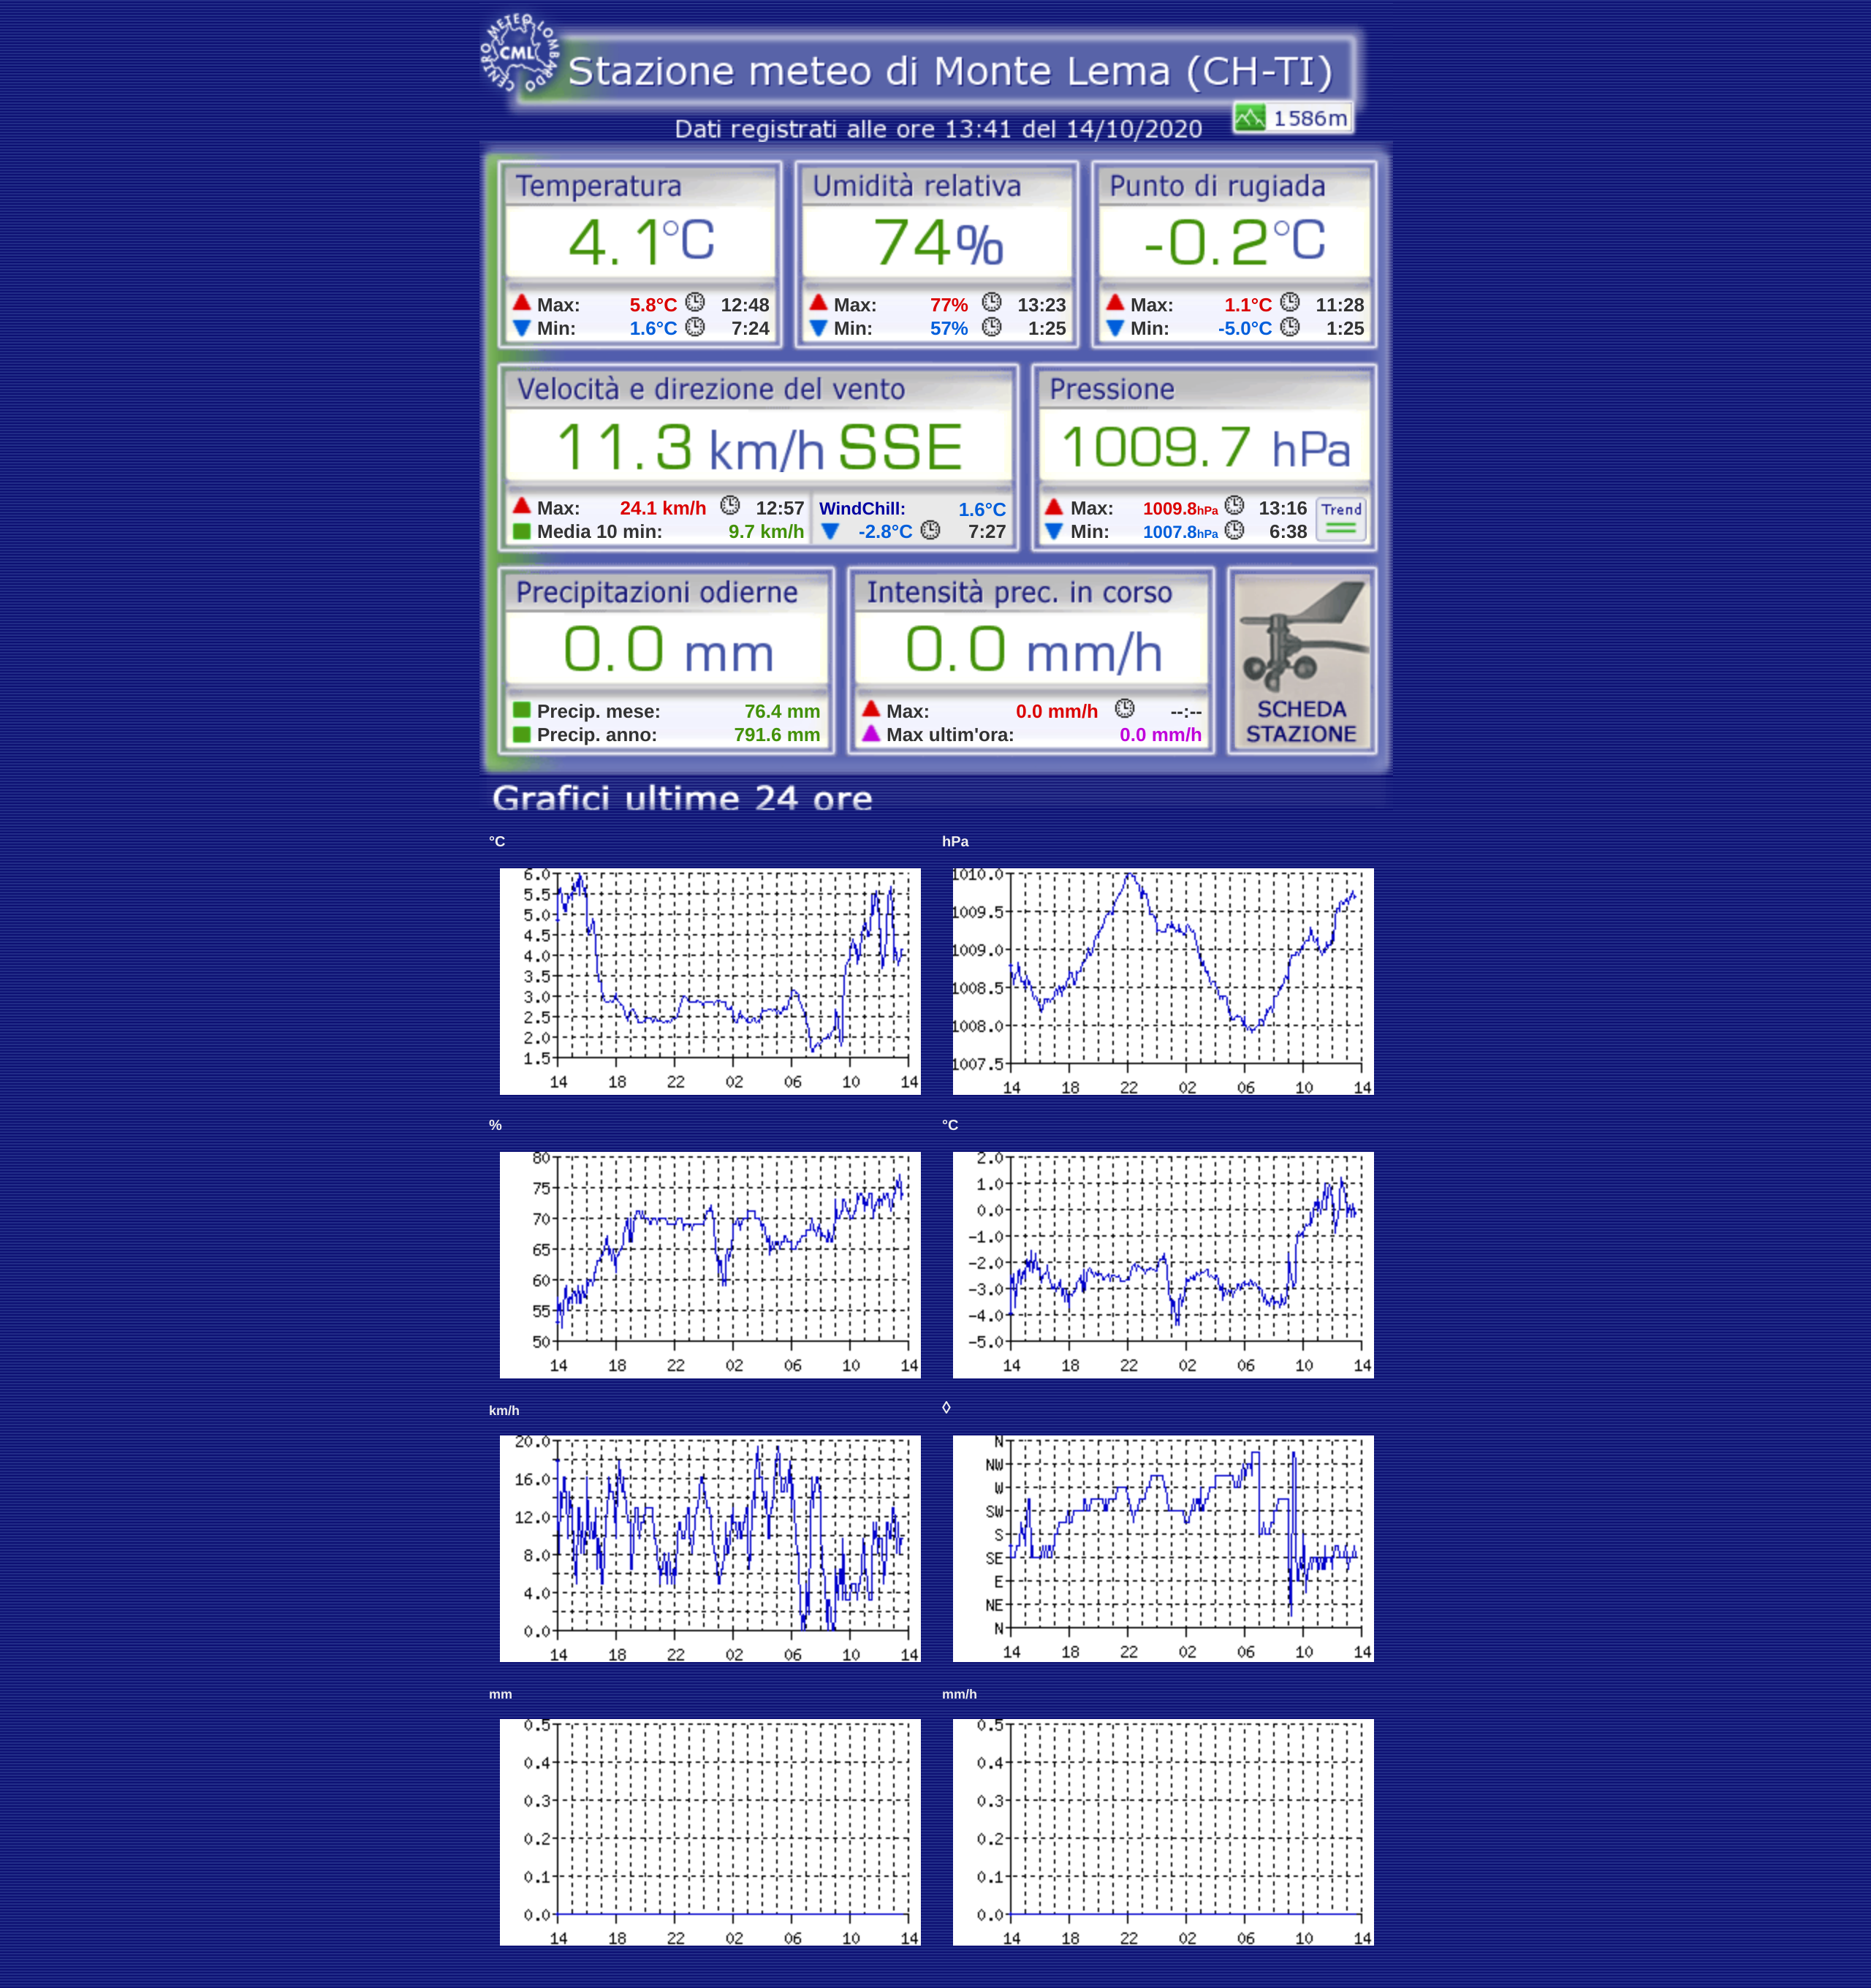 CENTRO METEO LOMBARDO
CML
Stazione meteo di Monte Lema (CH-TI)
1586m
Dati registrati alle ore 13:41 del 14/10/2020
Temperatura Umidità relativa Punto di rugiada
4.1°C 74% -0.2°C
Max: 5.8°C 12:48 Max: 77% 13:23 Max: 1.1°C 11:28
Min: 1.6°C 7:24 Min: 57% 1:25 Min: -5.0°C 1:25
Velocità e direzione del vento Pressione
11.3 km/h SSE 1009.7 hPa
Max: 24.1 km/h 12:57 WindChill: 1.6°C Max: 1009.8hPa 13:16 Trend
Media 10 min: 9.7 km/h -2.8°C 7:27 Min: 1007.8hPa 6:38
Precipitazioni odierne Intensità prec. in corso
0.0 mm 0.0 mm/h
Precip. mese: 76.4 mm Max: 0.0 mm/h --:-- SCHEDA
Precip. anno: 791.6 mm Max ultim'ora: 0.0 mm/h STAZIONE
Grafici ultime 24 ore
°C
6.0
5.5
5.0
4.5
4.0
3.5
3.0
2.5
2.0
1.5
14 18 22 02 06 10 14
hPa
1010.0
1009.5
1009.0
1008.5
1008.0
1007.5
14 18 22 02 06 10 14
%
80
75
70
65
60
55
50
14 18 22 02 06 10 14
°C
2.0
1.0
0.0
-1.0
-2.0
-3.0
-4.0
-5.0
14 18 22 02 06 10 14
km/h
20.0
16.0
12.0
8.0
4.0
0.0
14 18 22 02 06 10 14
◊
N
NW
W
SW
S
SE
E
NE
N
14 18 22 02 06 10 14
mm
0.5
0.4
0.3
0.2
0.1
0.0
14 18 22 02 06 10 14
mm/h
0.5
0.4
0.3
0.2
0.1
0.0
14 18 22 02 06 10 14